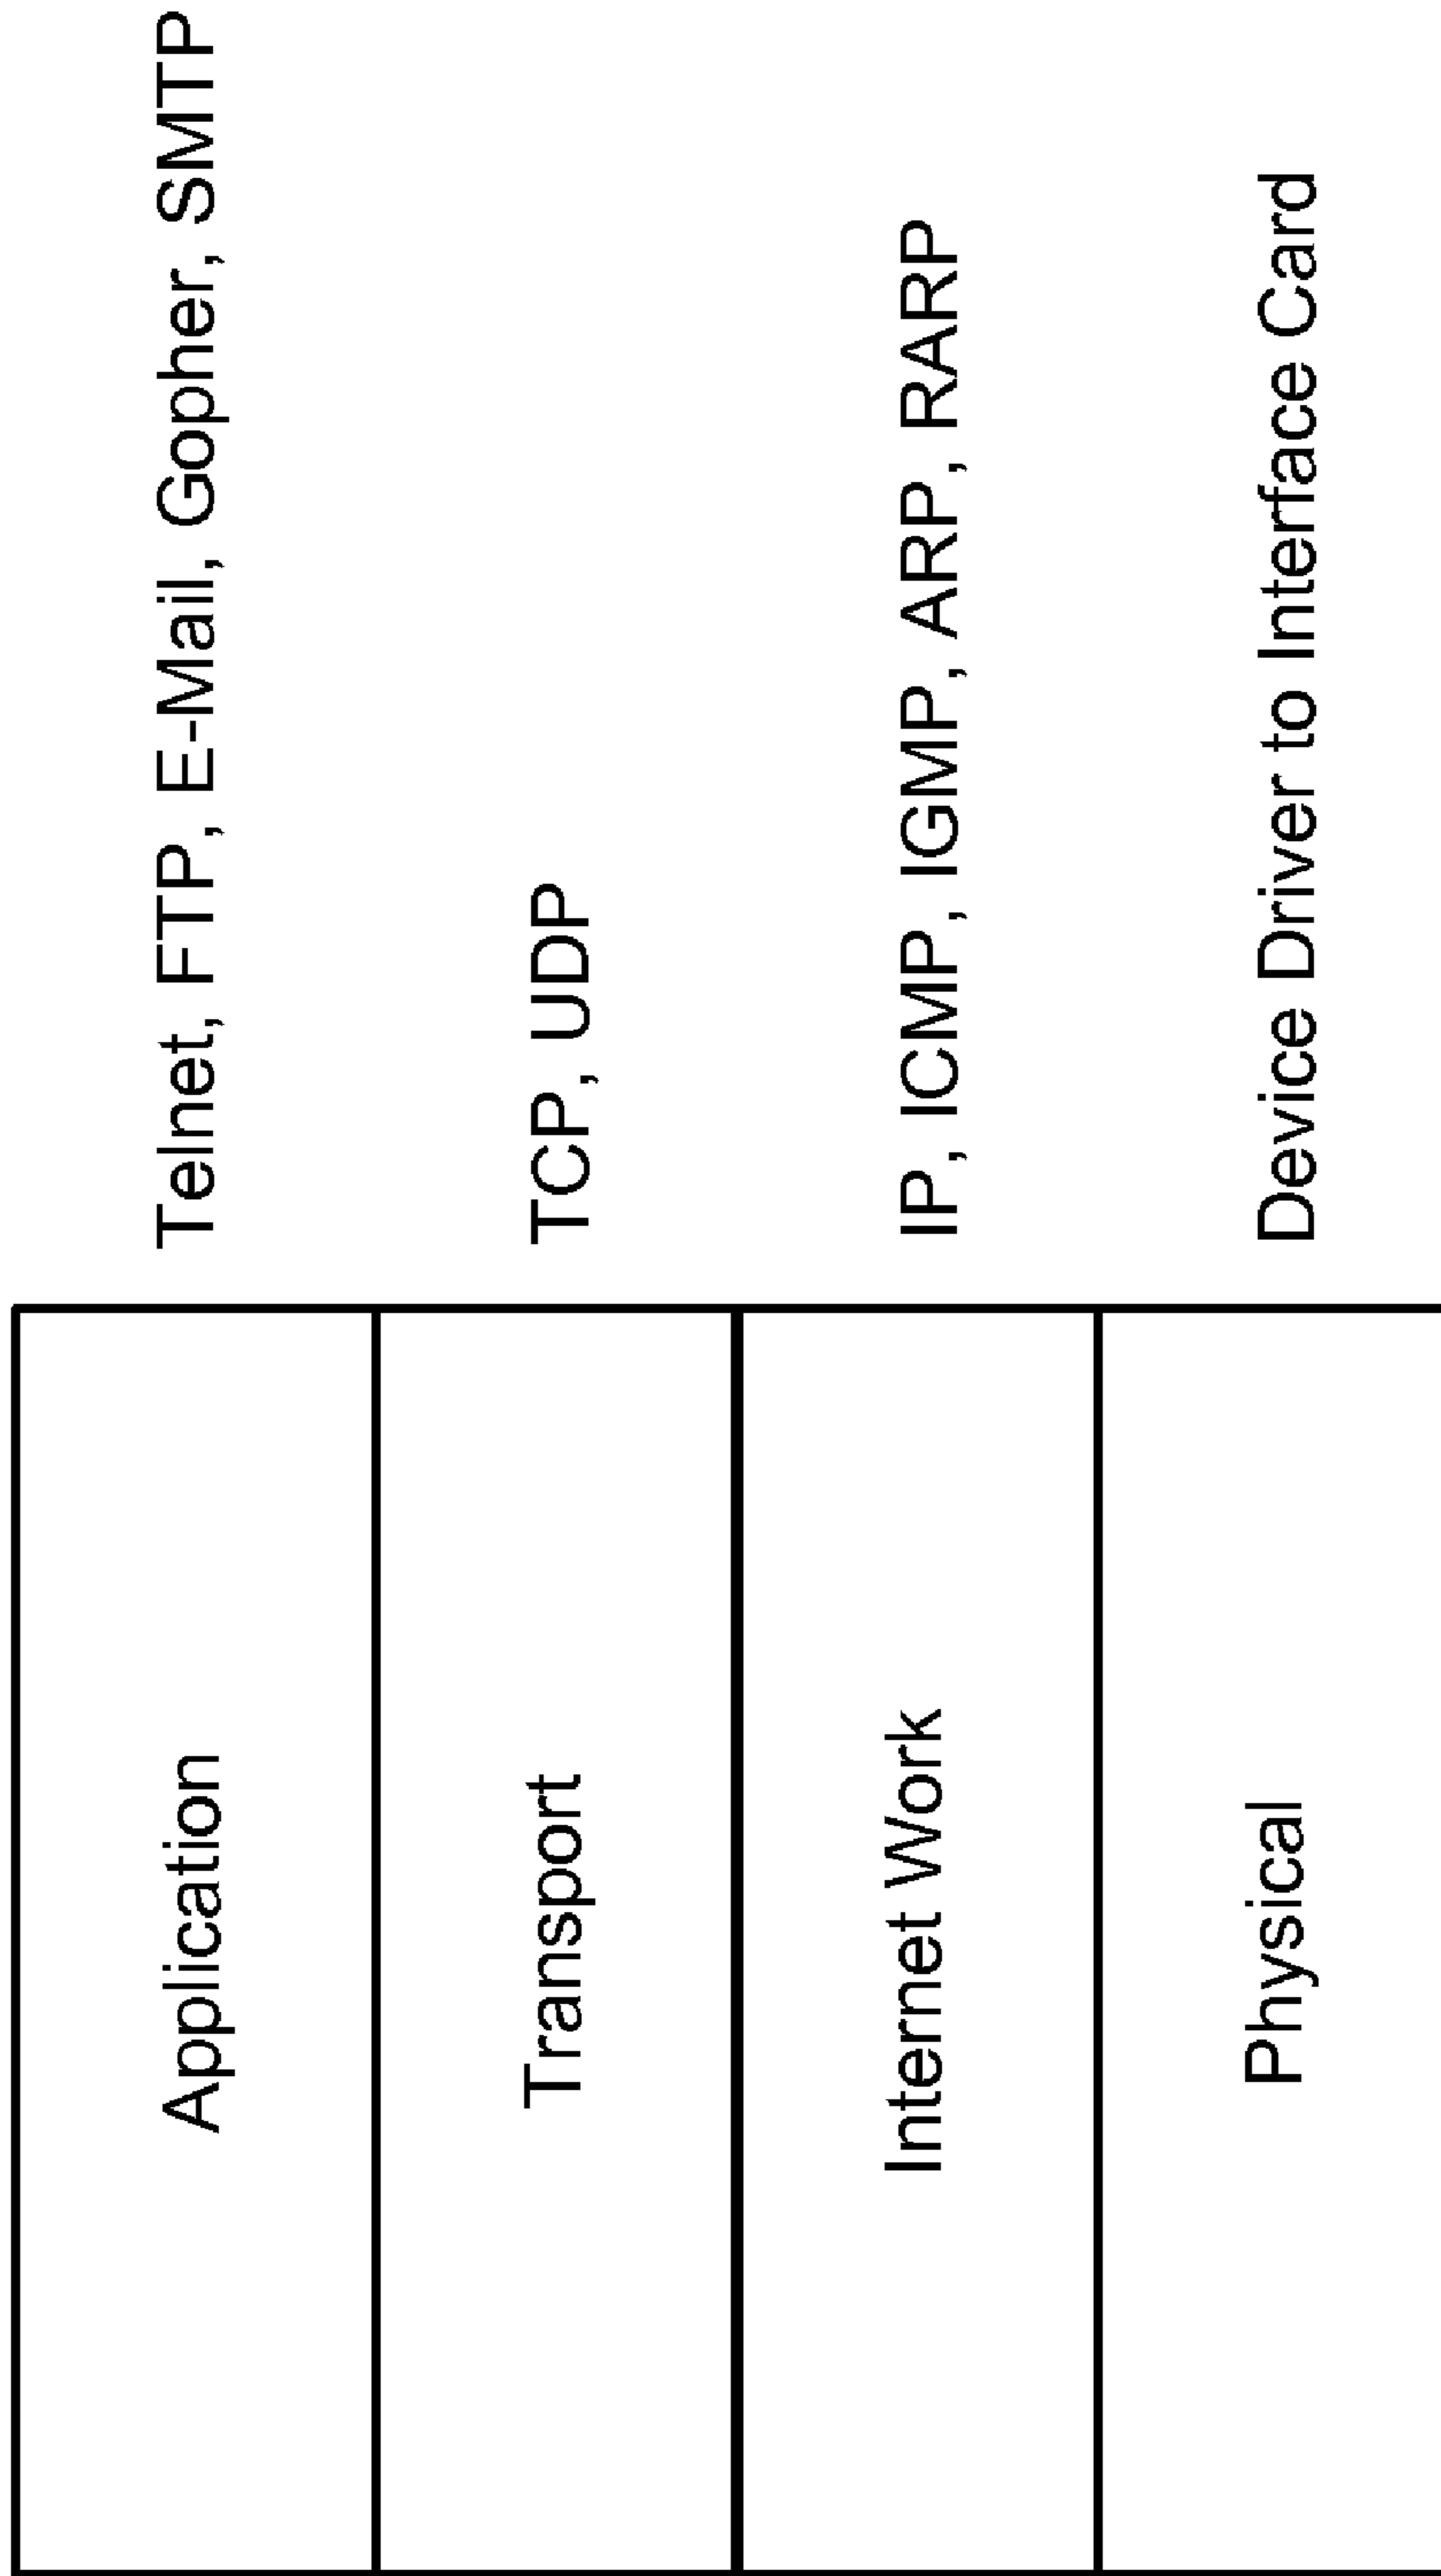 Application
Telnet, FTP, E-Mail, Gopher, SMTP
Transport
TCP, UDP
Internet Work
IP, ICMP, IGMP, ARP, RARP
Physical
Device Driver to Interface Card